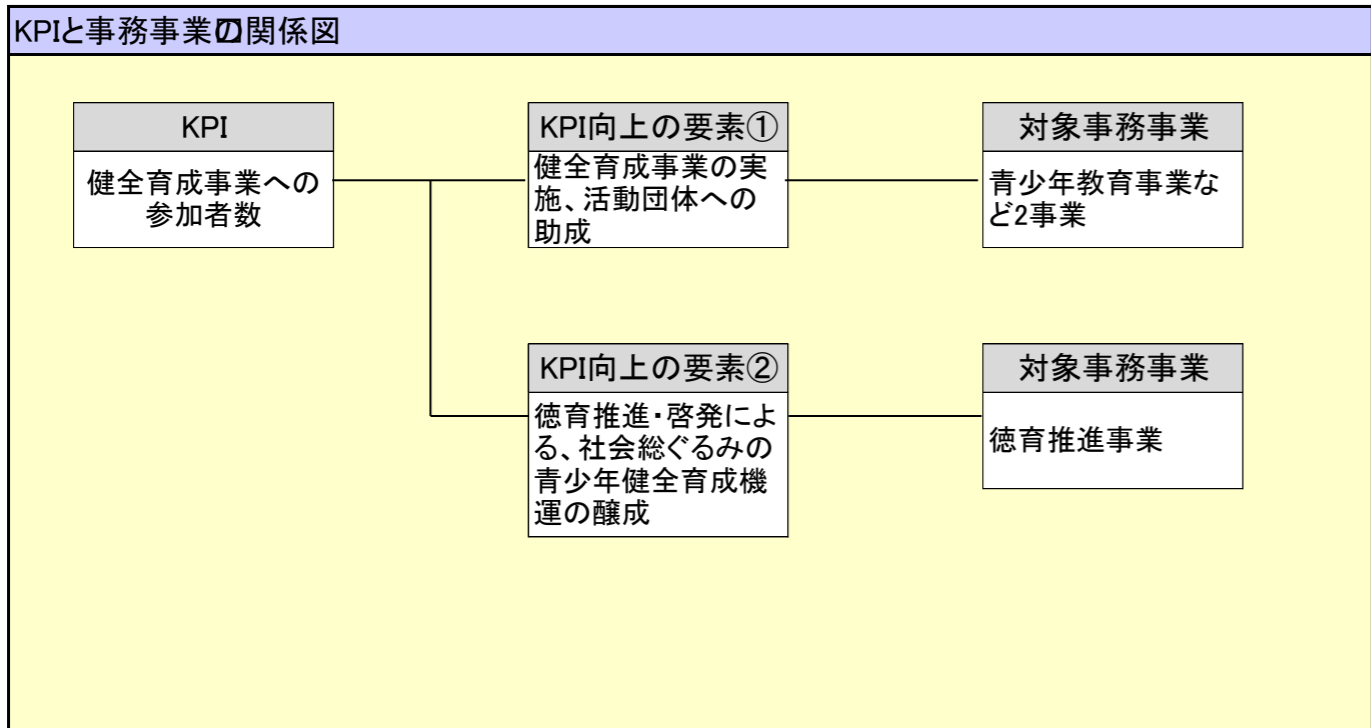 KPIと事務事業の関係図
KPI
健全育成事業への
参加者数
KPI向上の要素①
健全育成事業の実
施、活動団体への
助成
対象事務事業
青少年教育事業な
ど2事業
KPI向上の要素②
徳育推進・啓発によ
る、社会総ぐるみの
青少年健全育成機
運の醸成
対象事務事業
徳育推進事業